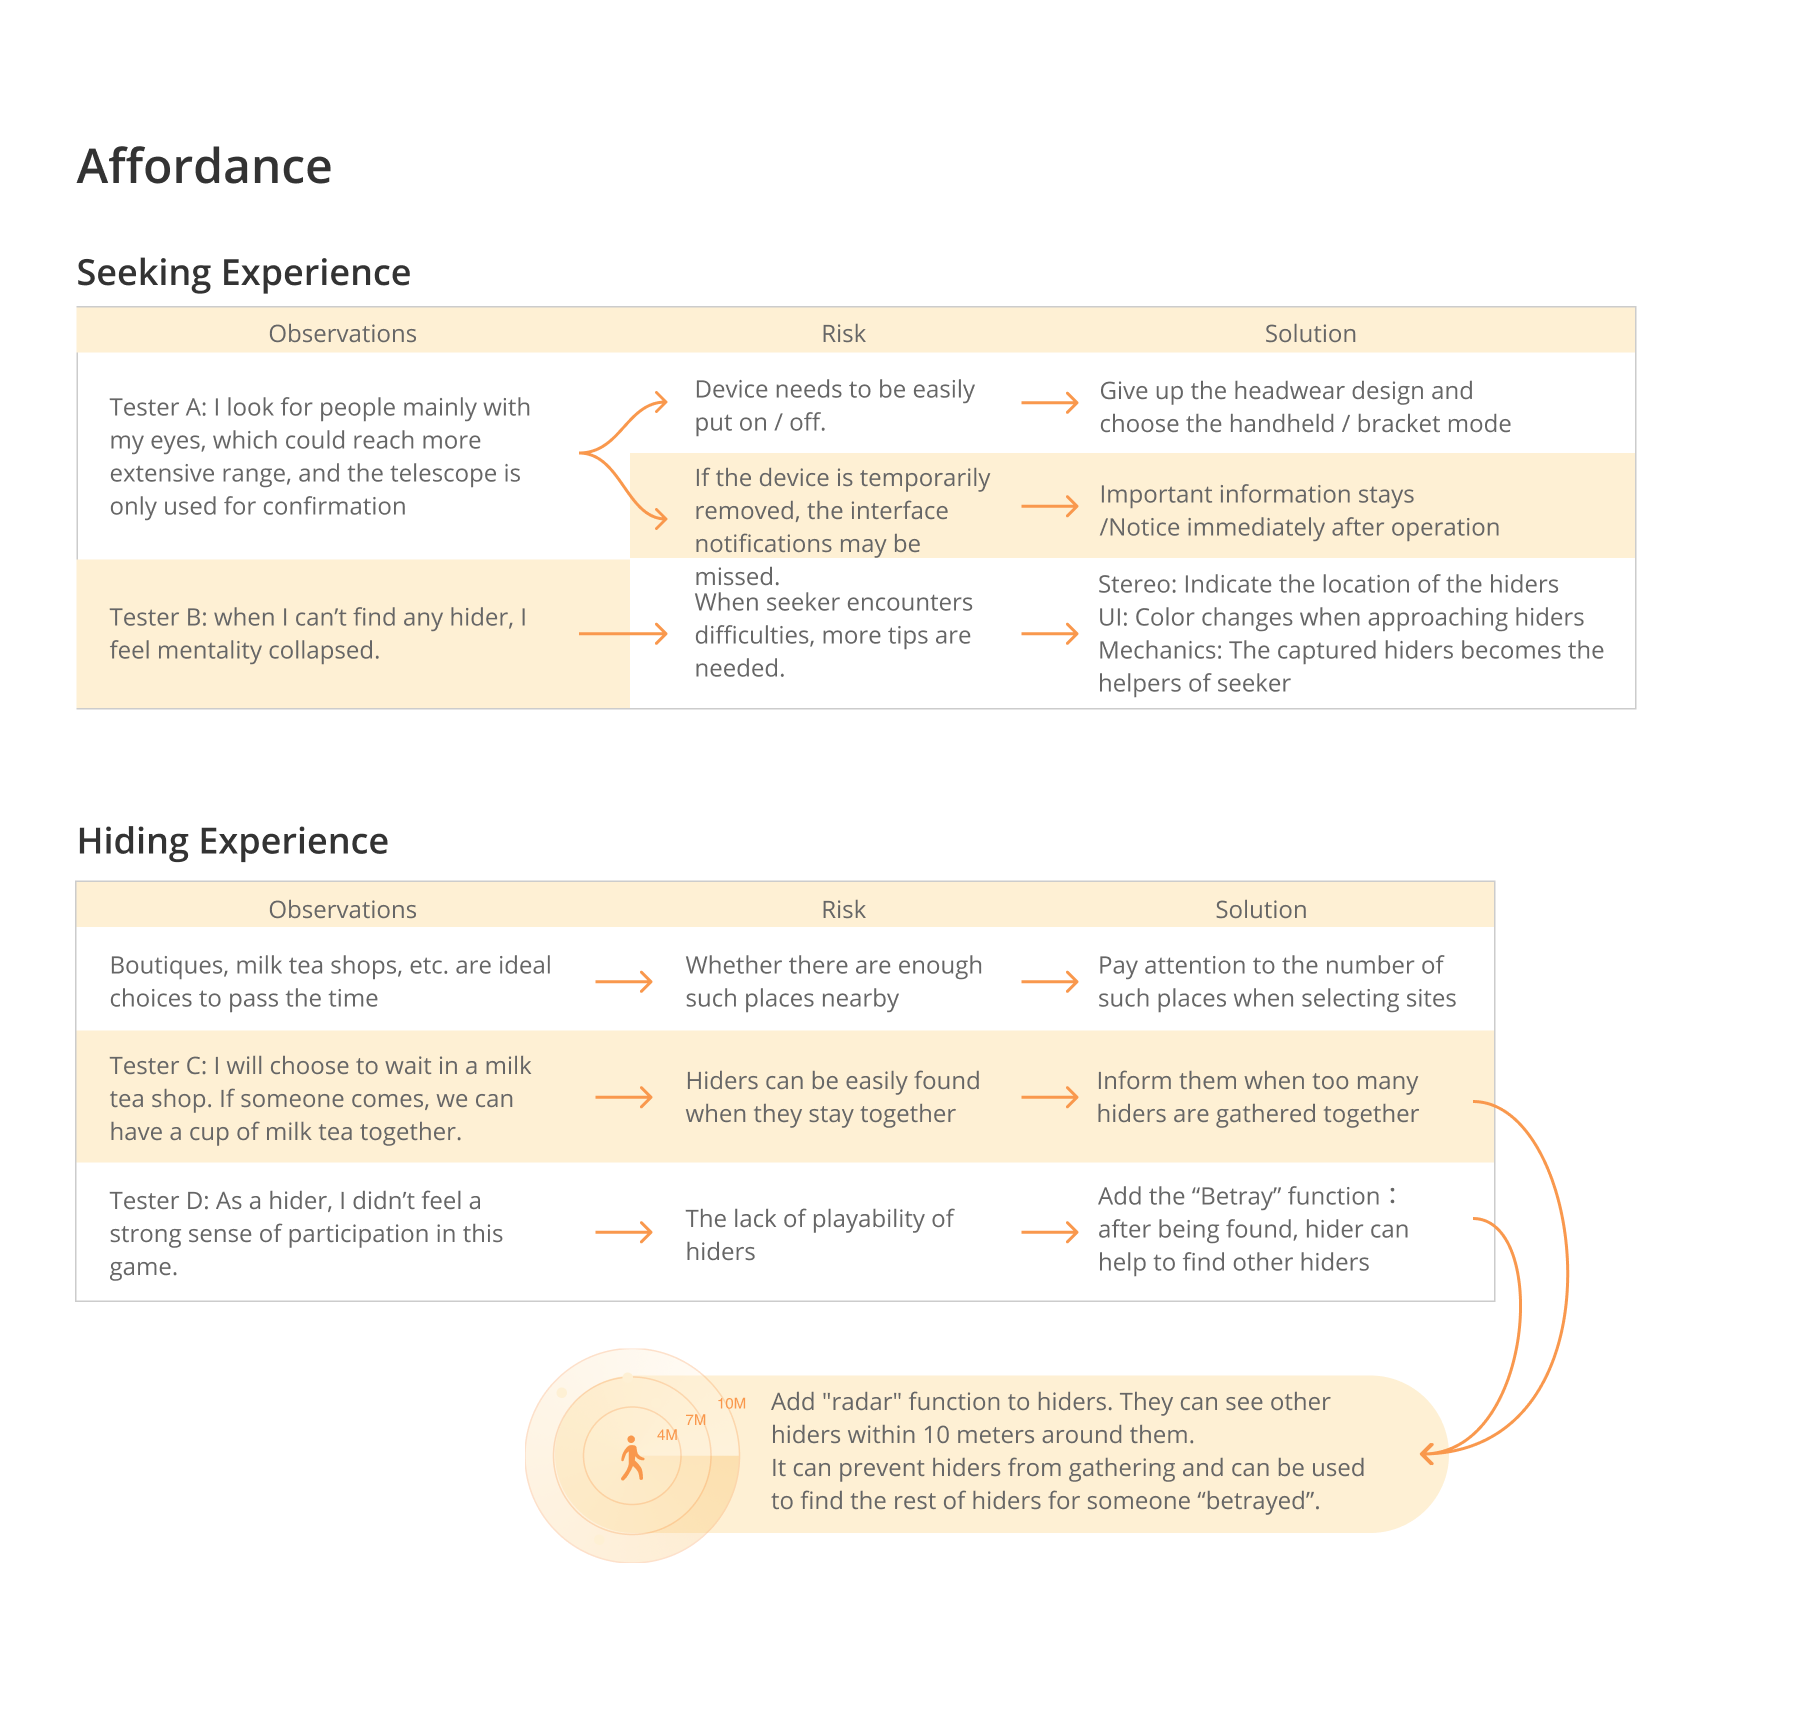 Affordance
Seeking Experience
Observations
Risk
Solution
Tester A: I look for people mainly with
my eyes, which could reach more
extensive range, and the telescope is
only used for confirmation
Device needs to be easily
put on / off.
Give up the headwear design and
choose the handheld / bracket mode
If the device is temporarily
removed, the interface
notifications may be
missed.
Important information stays
/Notice immediately after operation
Tester B: when I can’t find any hider, I
feel mentality collapsed.
When seeker encounters
difficulties, more tips are
needed.
Stereo: Indicate the location of the hiders
UI: Color changes when approaching hiders
Mechanics: The captured hiders becomes the
helpers of seeker
Hiding Experience
Observations
Risk
Solution
Boutiques, milk tea shops, etc. are ideal
choices to pass the time
Whether there are enough
such places nearby
Pay attention to the number of
such places when selecting sites
Tester C: I will choose to wait in a milk
tea shop. If someone comes, we can
have a cup of milk tea together.
Hiders can be easily found
when they stay together
Inform them when too many
hiders are gathered together
Tester D: As a hider, I didn’t feel a
strong sense of participation in this
game.
The lack of playability of
hiders
Add the “Betray” function：
after being found, hider can
help to find other hiders
10M
7M
4M
Add "radar" function to hiders. They can see other
hiders within 10 meters around them.
It can prevent hiders from gathering and can be used
to find the rest of hiders for someone “betrayed”.